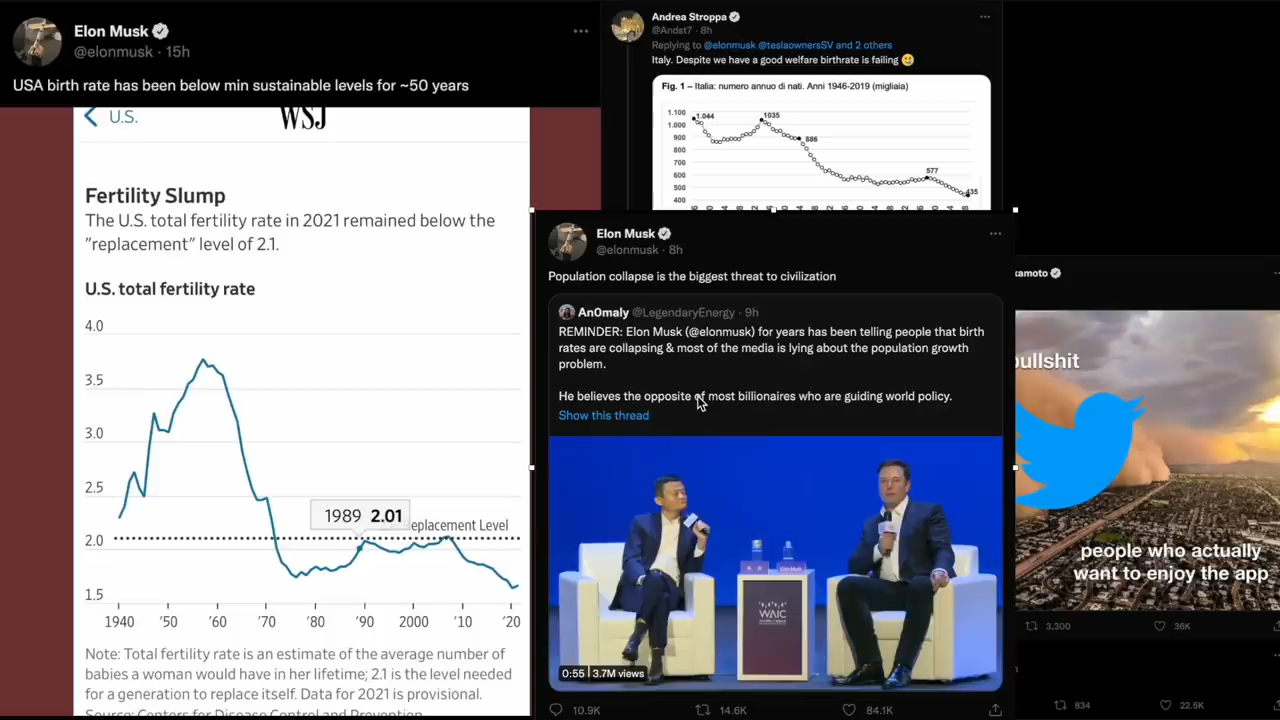 Elon Musk
@elonmusk · 15h
USA birth rate has been below min sustainable levels for ~50 years
U.S.
WSJ
Fertility Slump
The U.S. total fertility rate in 2021 remained below the
"replacement" level of 2.1.
U.S. total fertility rate
4.0
3.5
3.0
2.5
2.0
1.5
1989 2.01
eplacement Level
1940 '50 '60 '70 '80 '90 2000 '10 '20
Note: Total fertility rate is an estimate of the average number of
babies a woman would have in her lifetime; 2.1 is the level needed
for a generation to replace itself. Data for 2021 is provisional.
Source: Centers for Disease Control and Prevention
Andrea Stroppa
@Andst7 · 8h
Replying to @elonmusk @teslaownersSV and 2 others
Italy. Despite we have a good welfare birthrate is failing
Fig. 1 – Italia: numero annuo di nati. Anni 1946-2019 (migliaia)
1.100
1.000
900
800
700
600
500
400
1.044
1035
886
577
435
Elon Musk
@elonmusk · 8h
Population collapse is the biggest threat to civilization
An0maly @LegendaryEnergy · 9h
REMINDER: Elon Musk (@elonmusk) for years has been telling people that birth
rates are collapsing & most of the media is lying about the population growth
problem.
He believes the opposite of most billionaires who are guiding world policy.
Show this thread
WAIC
0:55 3.7M views
10.9K 14.6K 84.1K
kamoto
bullshit
people who actually
want to enjoy the app
3,300 36K
834 22.5K